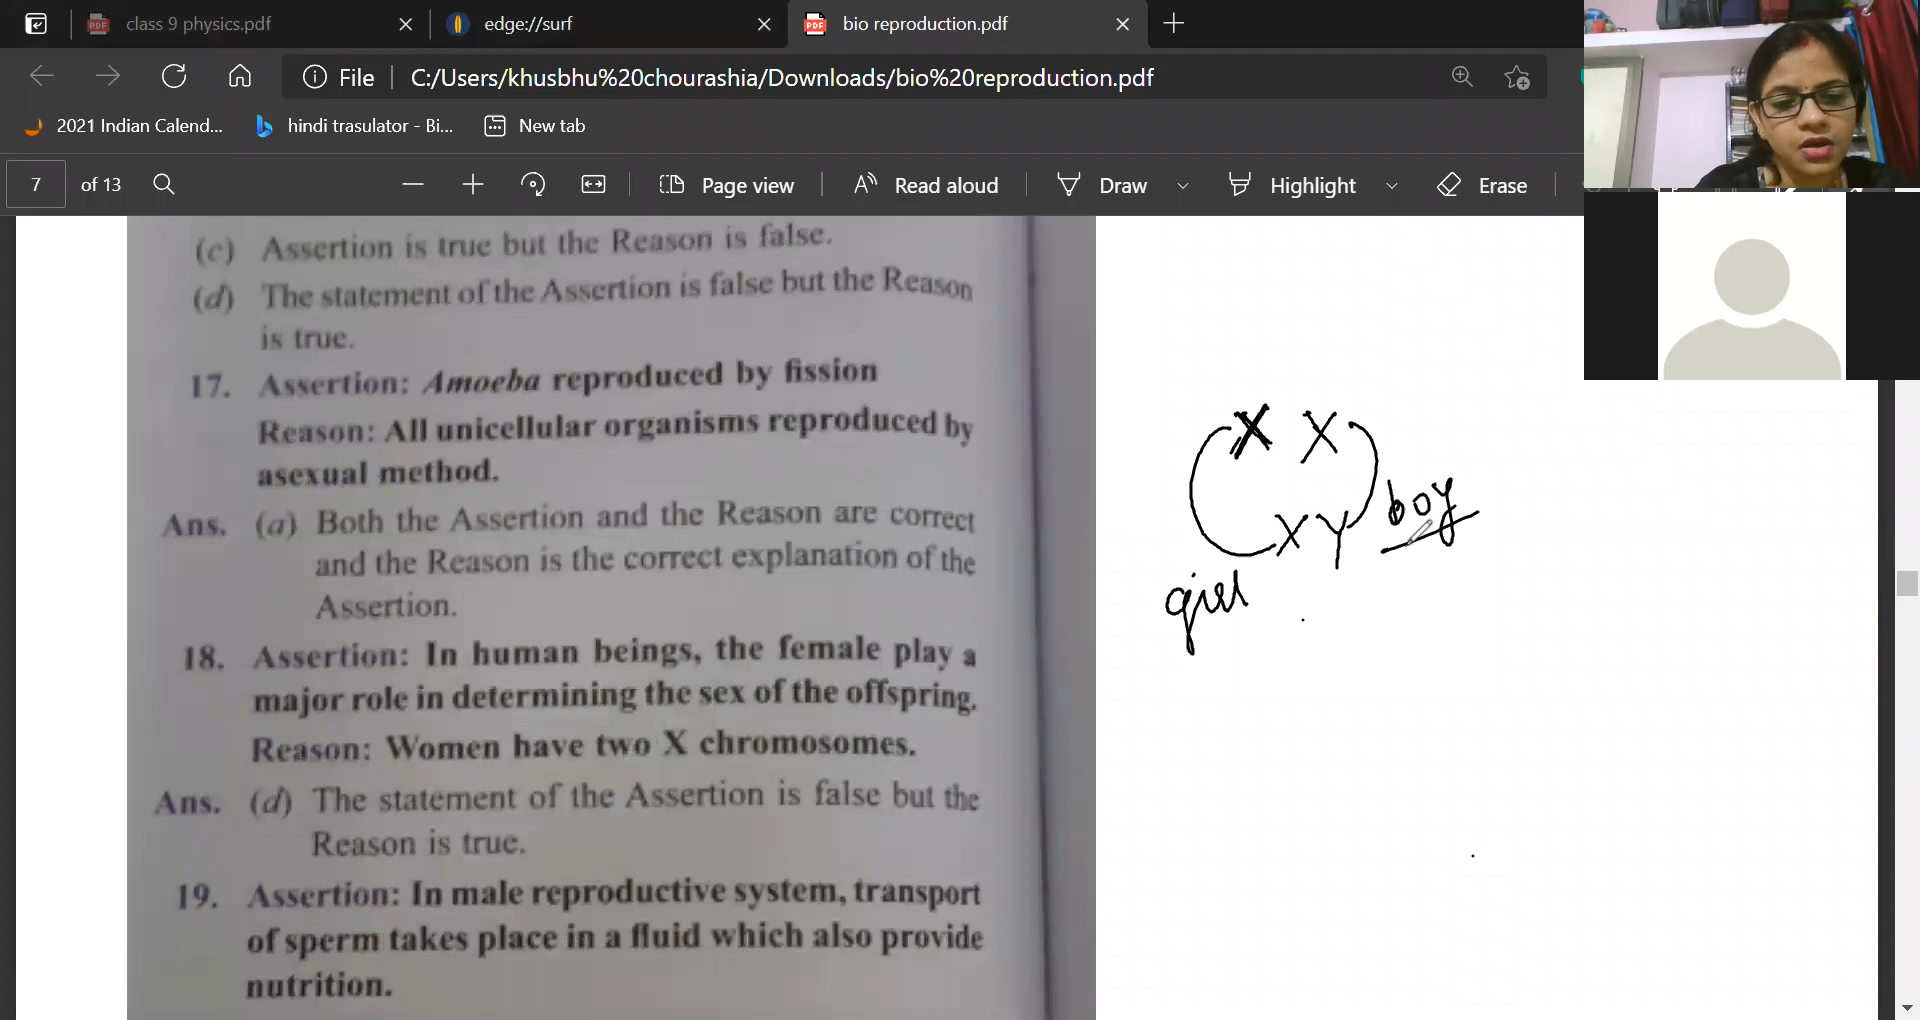 class 9 physics.pdf
edge://surf
bio reproduction.pdf
File
C:/Users/khusbhu%20chourashia/Downloads/bio%20reproduction.pdf
2021 Indian Calend...
hindi trasulator - Bi...
New tab
7 of 13
Page view
Read aloud
Draw
Highlight
Erase
(c) Assertion is true but the Reason is false.
(d) The statement of the Assertion is false but the Reason
is true.
17. Assertion: Amoeba reproduced by fission
Reason: All unicellular organisms reproduced by
asexual method.
Ans. (a) Both the Assertion and the Reason are correct
and the Reason is the correct explanation of the
Assertion.
18. Assertion: In human beings, the female play a
major role in determining the sex of the offspring.
Reason: Women have two X chromosomes.
Ans. (d) The statement of the Assertion is false but the
Reason is true.
19. Assertion: In male reproductive system, transport
of sperm takes place in a fluid which also provide
nutrition.
X X
XY boy
girl